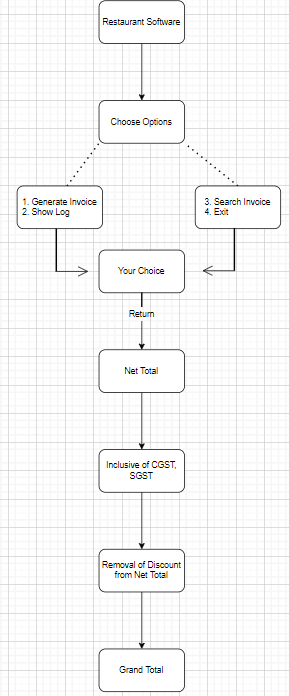 Restaurant Software
Choose Options
1. Generate Invoice
2. Show Log
3. Search Invoice
4. Exit
Your Choice
Return
Net Total
Inclusive of CGST,
SGST
Removal of Discount
from Net Total
Grand Total